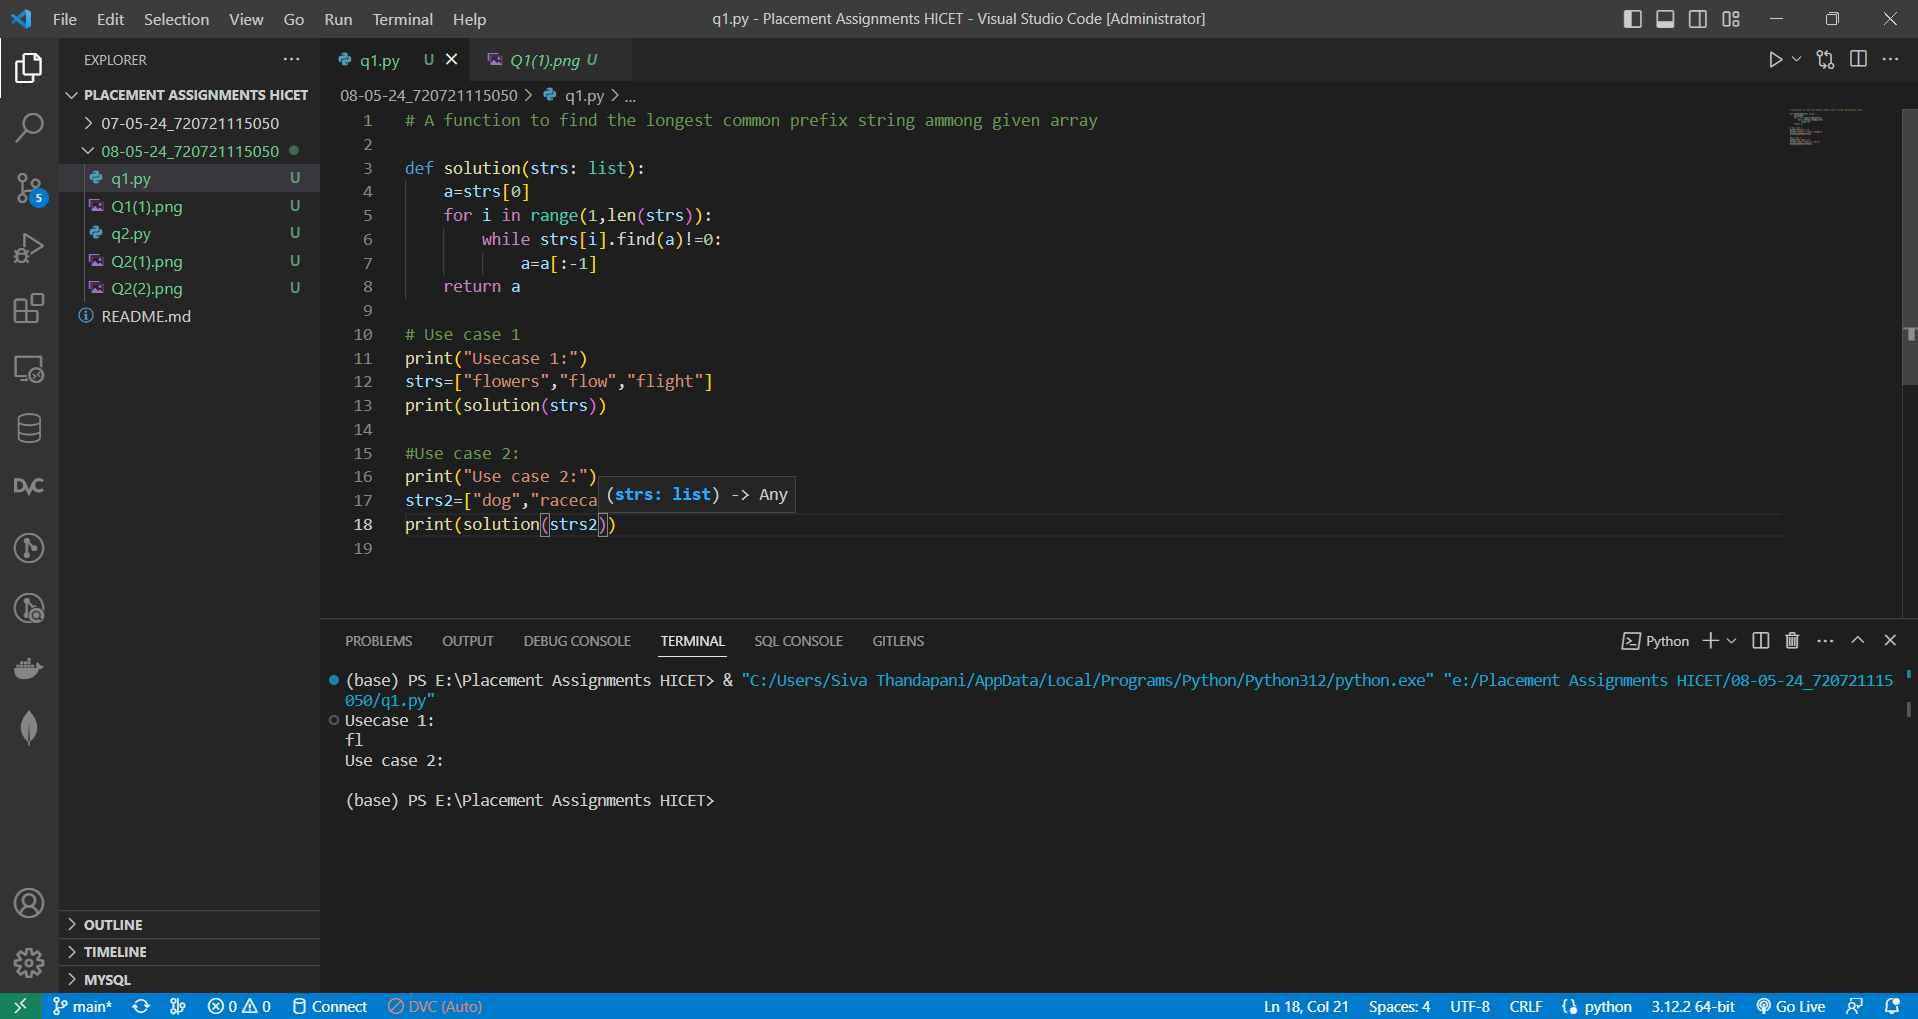 File Edit Selection View Go Run Terminal Help
q1.py - Placement Assignments HICET - Visual Studio Code [Administrator]
EXPLORER
PLACEMENT ASSIGNMENTS HICET
07-05-24_720721115050
08-05-24_720721115050
q1.py U
Q1(1).png U
q2.py U
Q2(1).png U
Q2(2).png U
README.md
5
DVC
OUTLINE
TIMELINE
MYSQL
q1.py U
Q1(1).png U
08-05-24_720721115050 > q1.py > ...
1 # A function to find the longest common prefix string ammong given array
2
3 def solution(strs: list):
4 a=strs[0]
5 for i in range(1,len(strs)):
6 while strs[i].find(a)!=0:
7 a=a[:-1]
8 return a
9
10 # Use case 1
11 print("Usecase 1:")
12 strs=["flowers","flow","flight"]
13 print(solution(strs))
14
15 #Use case 2:
16 print("Use case 2:")
17 strs2=["dog","raceca
(strs: list) -> Any
18 print(solution(strs2))
19
PROBLEMS OUTPUT DEBUG CONSOLE TERMINAL SQL CONSOLE GITLENS
Python
(base) PS E:\Placement Assignments HICET> & "C:/Users/Siva Thandapani/AppData/Local/Programs/Python/Python312/python.exe" "e:/Placement Assignments HICET/08-05-24_720721115
050/q1.py"
Usecase 1:
fl
Use case 2:
(base) PS E:\Placement Assignments HICET>
main* 0 0 Connect DVC (Auto)
Ln 18, Col 21 Spaces: 4 UTF-8 CRLF python 3.12.2 64-bit Go Live